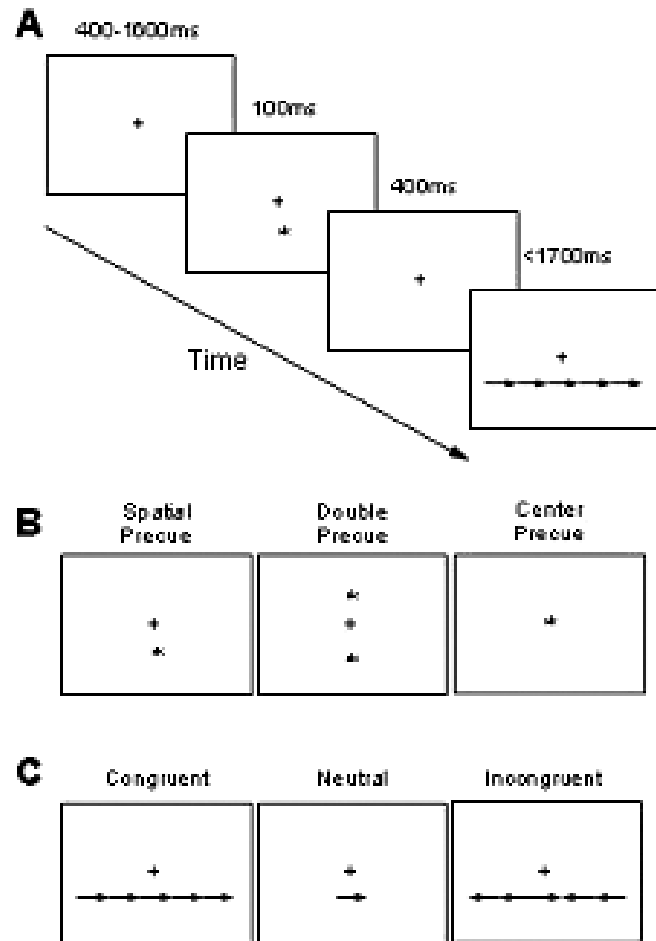 A
400-1600ms
100ms
400ms
<1700ms
Time
B
Spatial
Precue
Double
Precue
Center
Precue
C
Congruent
Neutral
Incongruent